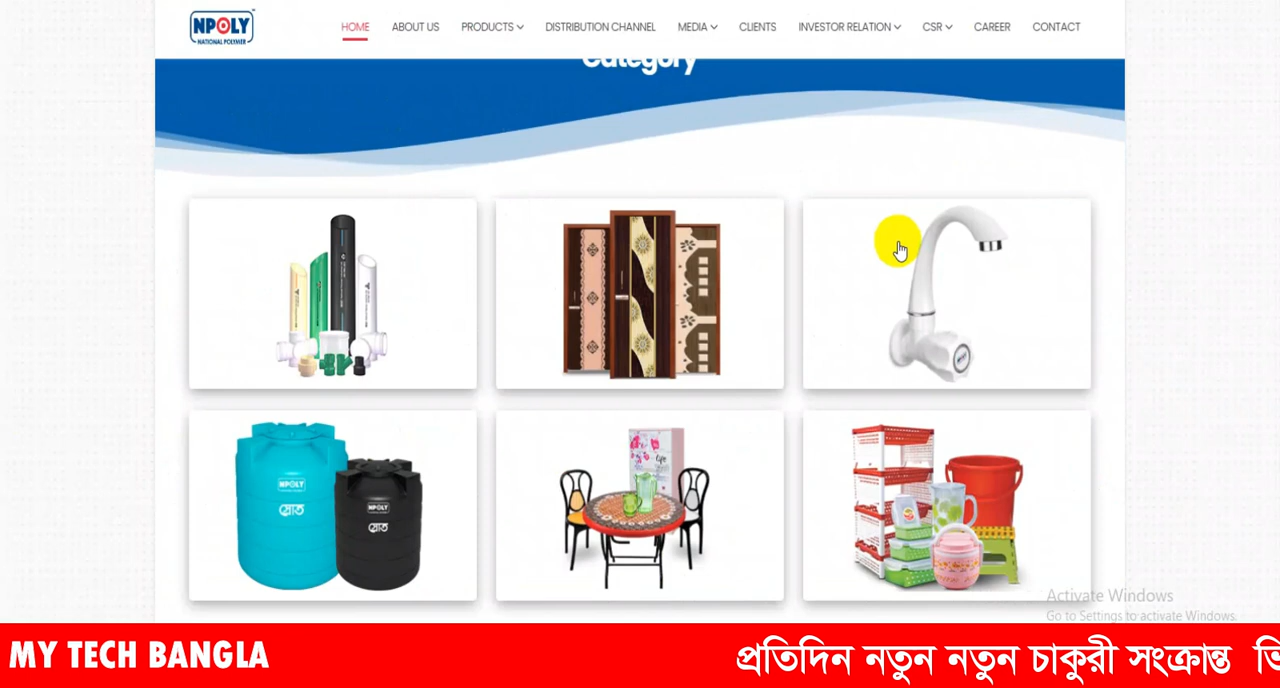 NPOLY
NATIONAL POLYMER
HOME ABOUT US PRODUCTS DISTRIBUTION CHANNEL MEDIA CLIENTS INVESTOR RELATION CSR CAREER CONTACT
Category
NPOLY
NPOLY
life
Activate Windows
Go to Settings to activate Windows.
MY TECH BANGLA
প্রতিদিন নতুন নতুন চাকুরী সংক্রান্ত ভি